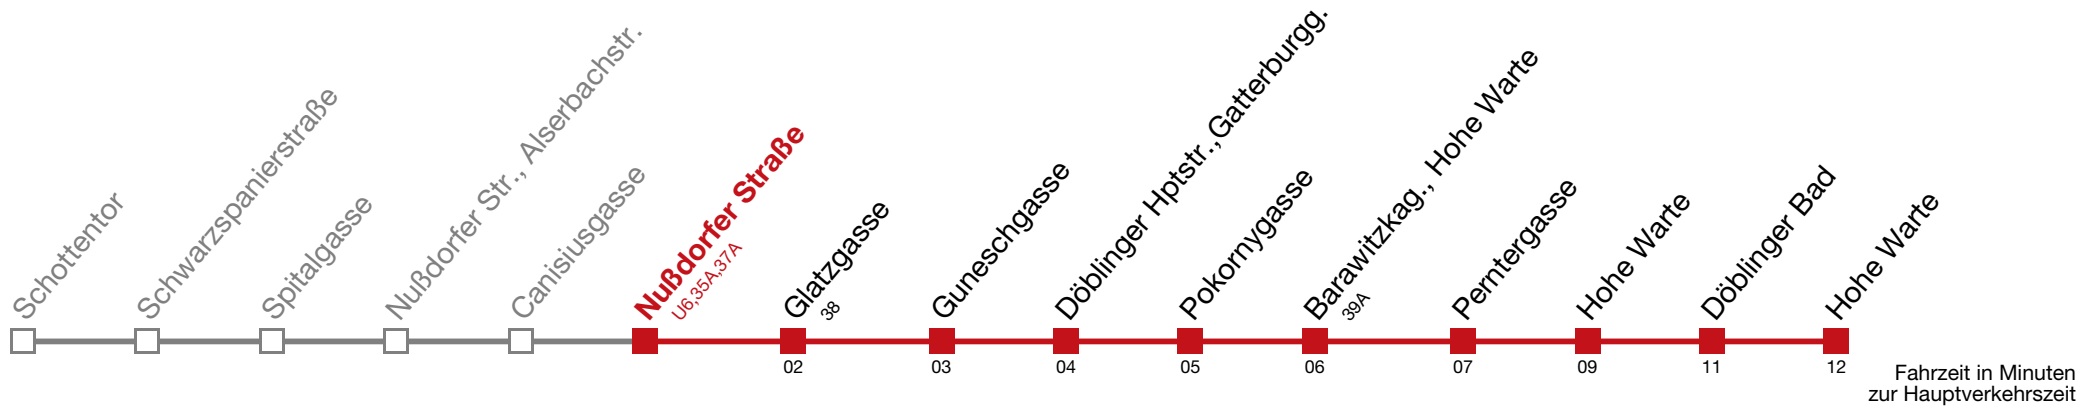 Schottentor
Schwarzspanierstraße
Spitalgasse
Nußdorfer Str., Alserbachstr.
Canisiusgasse
Nußdorfer Straße
U6,35A,37A
Glatzgasse
38
02
Guneschgasse
03
Döblinger Hptstr.,Gatterburgg.
04
Pokornygasse
05
Barawitzkag., Hohe Warte
39A
06
Perntergasse
07
Hohe Warte
09
Döblinger Bad
11
Hohe Warte
12
Fahrzeit in Minuten
zur Hauptverkehrszeit